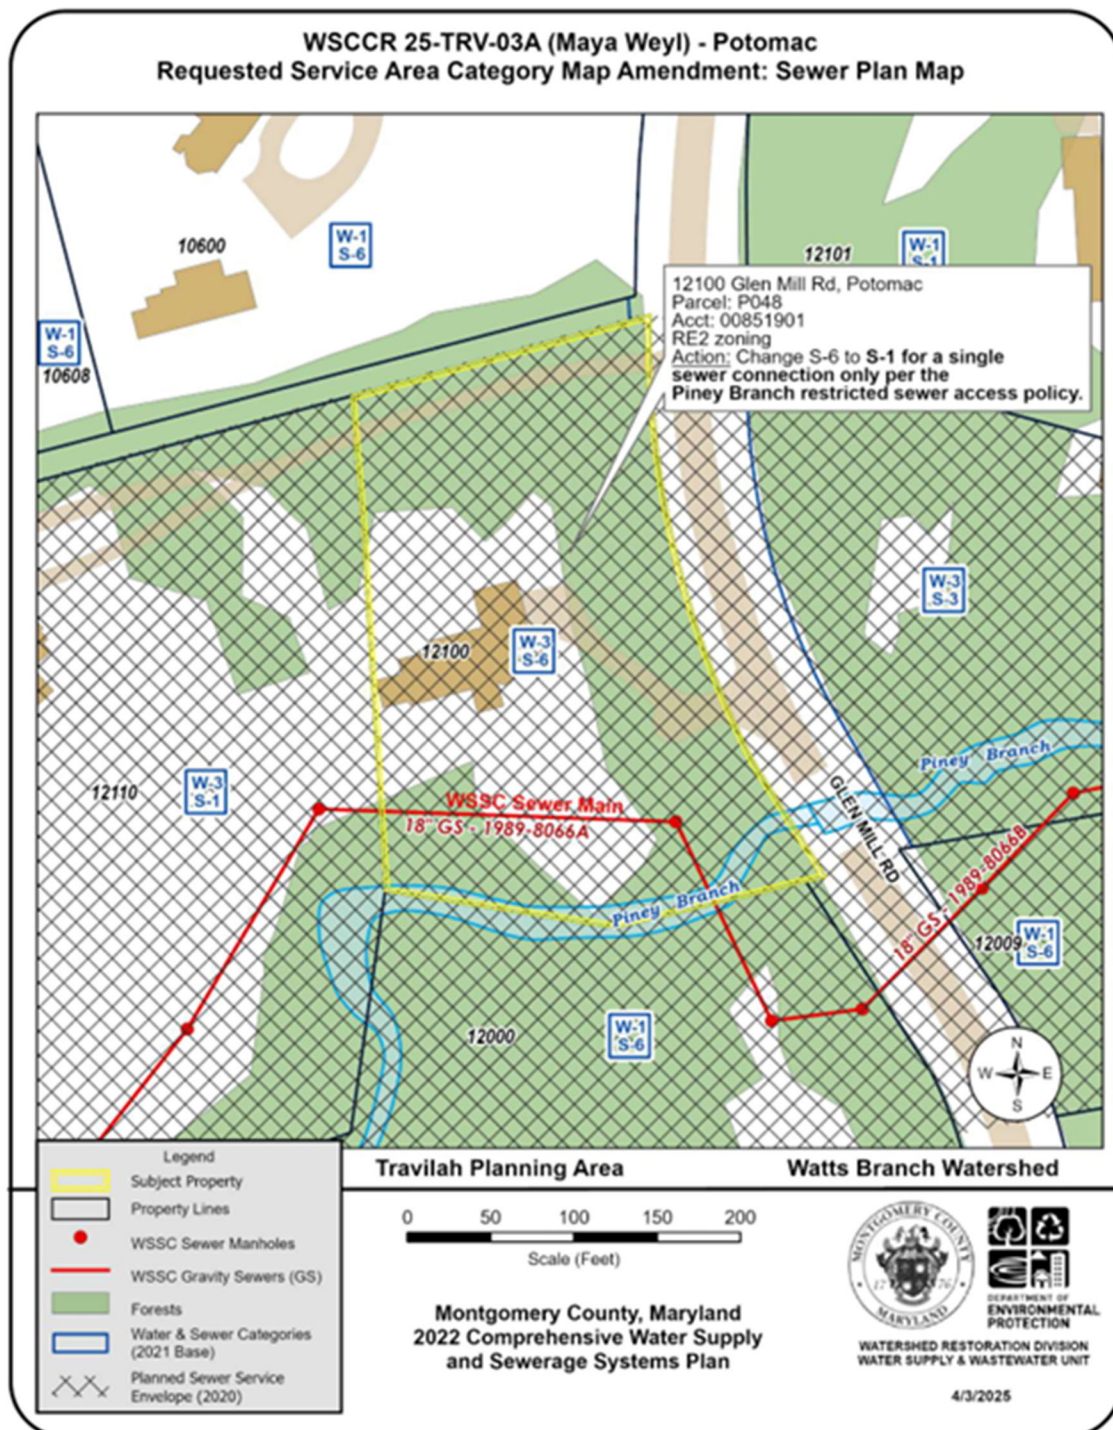 WSCCR 25-TRV-03A (Maya Weyl) - Potomac
Requested Service Area Category Map Amendment: Sewer Plan Map
10600
W-1
S-6
12101
W-1
S-1
W-1
S-6
10608
12100 Glen Mill Rd, Potomac
Parcel: P048
Acct: 00851901
RE2 zoning
Action: Change S-6 to S-1 for a single
sewer connection only per the
Piney Branch restricted sewer access policy.
W-3
S-3
12100
W-3
S-6
Piney Branch
12110
W-3
S-1
WSSC Sewer Main
18" GS - 1989-8066A
GLEN MILL RD
18" GS - 1989-8066B
Piney Branch
12009
W-1
S-6
12000
W-1
S-6
N
W E
S
Travilah Planning Area
Watts Branch Watershed
Legend
Subject Property
Property Lines
WSSC Sewer Manholes
WSSC Gravity Sewers (GS)
Forests
Water & Sewer Categories
(2021 Base)
Planned Sewer Service
Envelope (2020)
0 50 100 150 200
Scale (Feet)
Montgomery County, Maryland
2022 Comprehensive Water Supply
and Sewerage Systems Plan
MONTGOMERY COUNTY
17 76
MARYLAND
DEPARTMENT OF
ENVIRONMENTAL
PROTECTION
WATERSHED RESTORATION DIVISION
WATER SUPPLY & WASTEWATER UNIT
4/3/2025